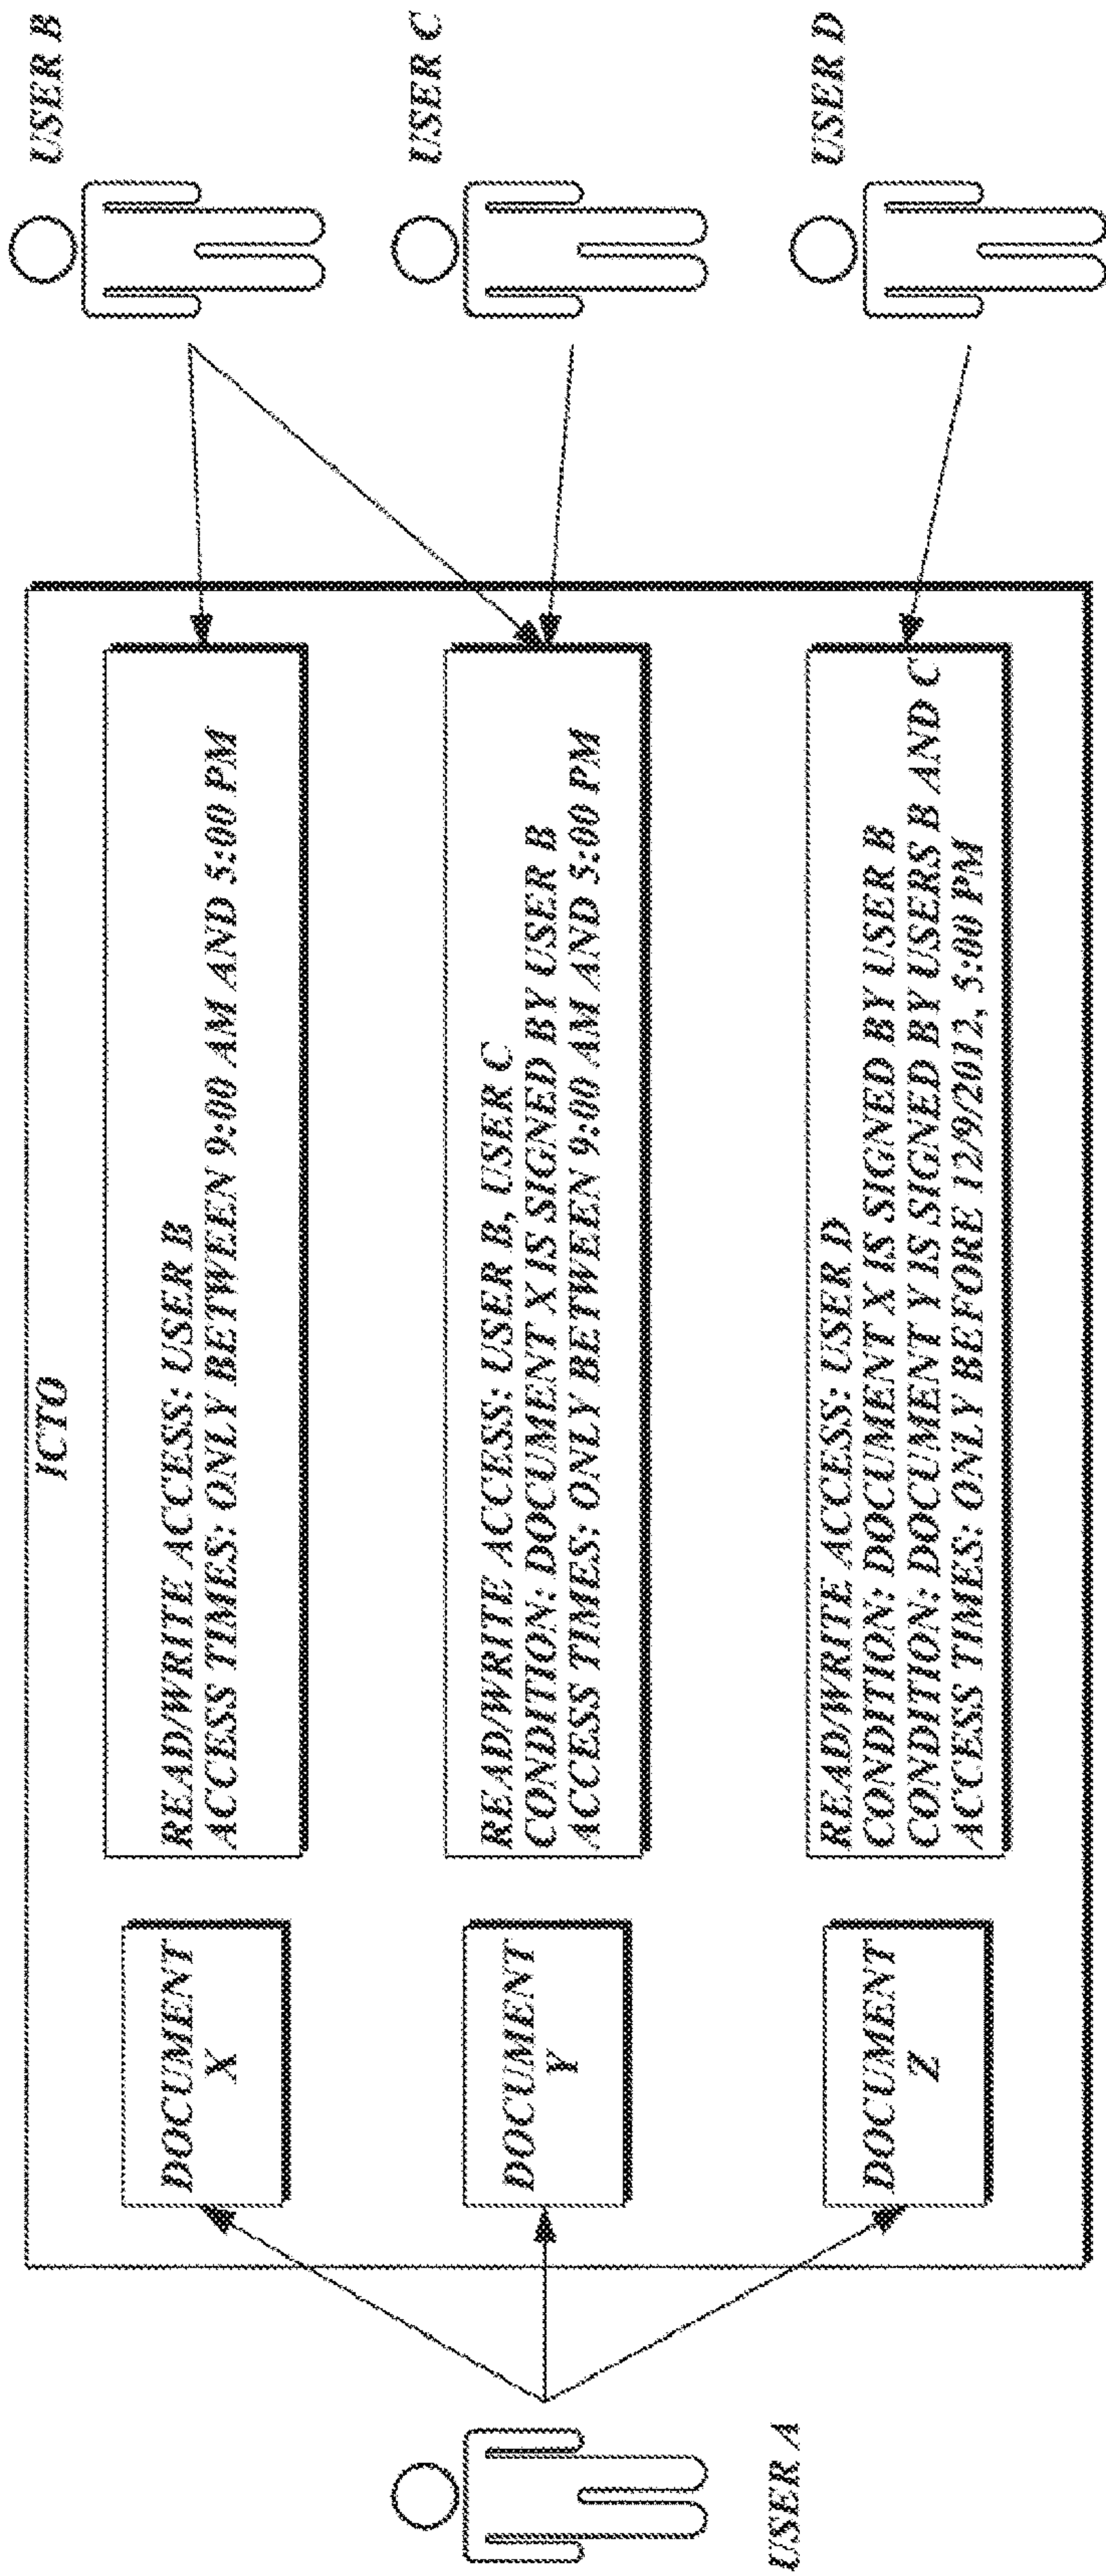 ICTO
USER A
DOCUMENT
X
READ/WRITE ACCESS: USER B
ACCESS TIMES: ONLY BETWEEN 9:00 AM AND 5:00 PM
USER B
DOCUMENT
Y
READ/WRITE ACCESS: USER B, USER C
CONDITION: DOCUMENT X IS SIGNED BY USER B
ACCESS TIMES: ONLY BETWEEN 9:00 AM AND 5:00 PM
USER C
DOCUMENT
Z
READ/WRITE ACCESS: USER D
CONDITION: DOCUMENT X IS SIGNED BY USER B
CONDITION: DOCUMENT Y IS SIGNED BY USERS B AND C
ACCESS TIMES: ONLY BEFORE 12/9/2012, 5:00 PM
USER D